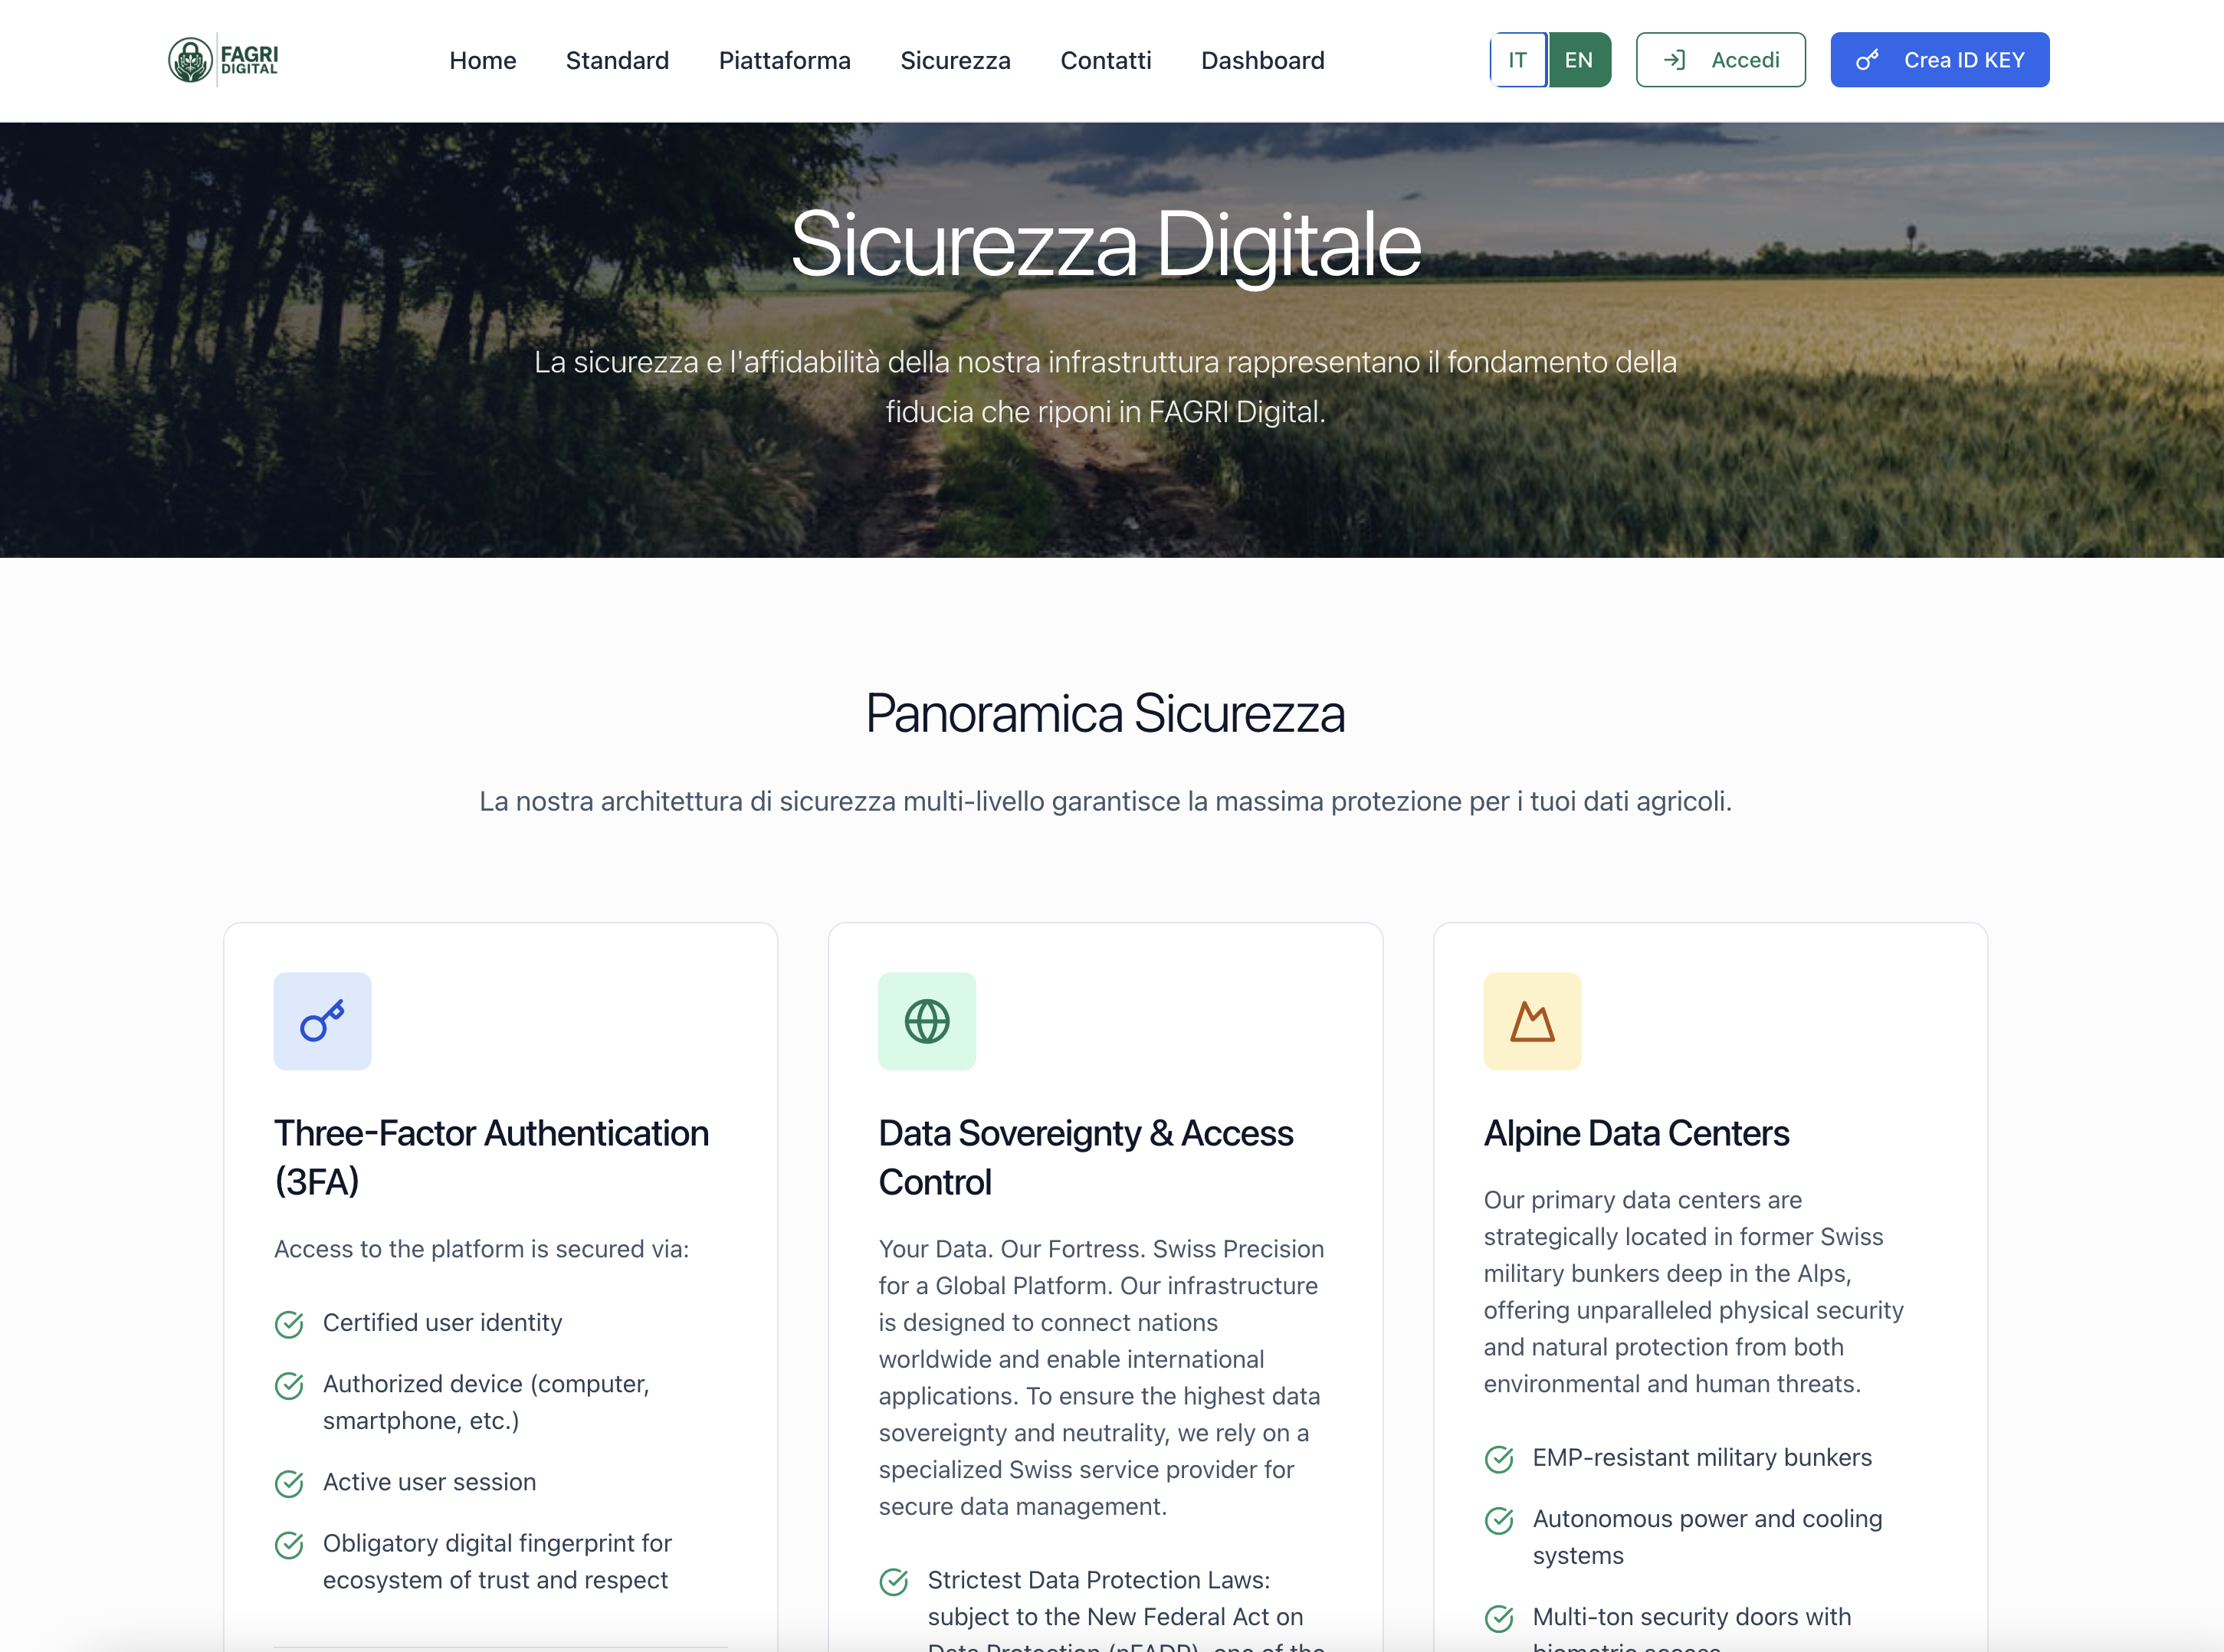 FAGRI
DIGITAL
Home
Standard
Piattaforma
Sicurezza
Contatti
Dashboard
IT
EN
Accedi
Crea ID KEY
Sicurezza Digitale
La sicurezza e l'affidabilità della nostra infrastruttura rappresentano il fondamento della
fiducia che riponi in FAGRI Digital.
Panoramica Sicurezza
La nostra architettura di sicurezza multi-livello garantisce la massima protezione per i tuoi dati agricoli.
Three-Factor Authentication
(3FA)
Access to the platform is secured via:
Certified user identity
Authorized device (computer,
smartphone, etc.)
Active user session
Obligatory digital fingerprint for
ecosystem of trust and respect
Data Sovereignty & Access
Control
Your Data. Our Fortress. Swiss Precision
for a Global Platform. Our infrastructure
is designed to connect nations
worldwide and enable international
applications. To ensure the highest data
sovereignty and neutrality, we rely on a
specialized Swiss service provider for
secure data management.
Strictest Data Protection Laws:
subject to the New Federal Act on
Data Protection (nFADP), one of the
Alpine Data Centers
Our primary data centers are
strategically located in former Swiss
military bunkers deep in the Alps,
offering unparalleled physical security
and natural protection from both
environmental and human threats.
EMP-resistant military bunkers
Autonomous power and cooling
systems
Multi-ton security doors with
biometric access